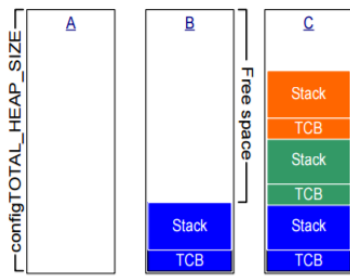 configTOTAL_HEAP_SIZE
A
B
Stack
TCB
Free space
C
Stack
TCB
Stack
TCB
Stack
TCB